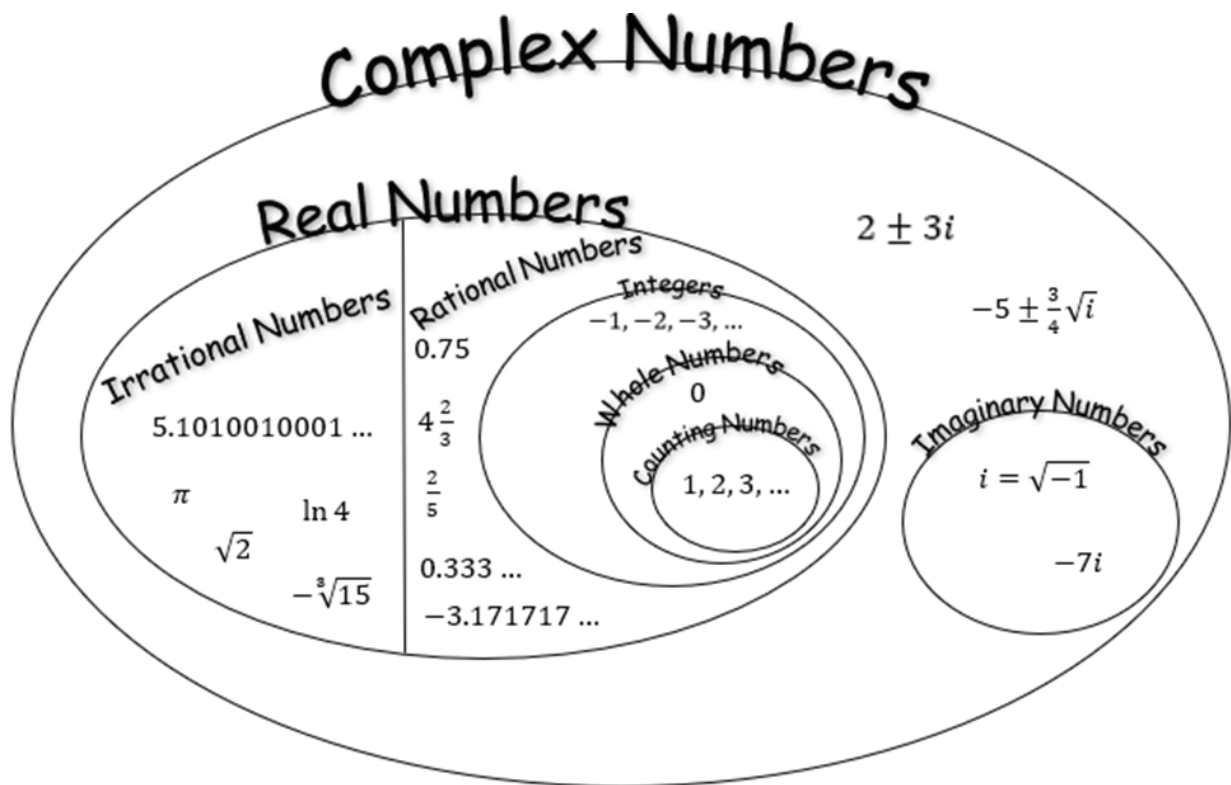 Complex Numbers
Real Numbers
2 ± 3i
−5 ± 3/4 √i
Irrational Numbers
5.1010010001 ...
π
ln 4
√2
−∛15
Rational Numbers
0.75
4 2/3
2/5
0.333 ...
−3.171717 ...
Integers
−1, −2, −3, ...
Whole Numbers
0
Counting Numbers
1, 2, 3, ...
Imaginary Numbers
i = √−1
−7i